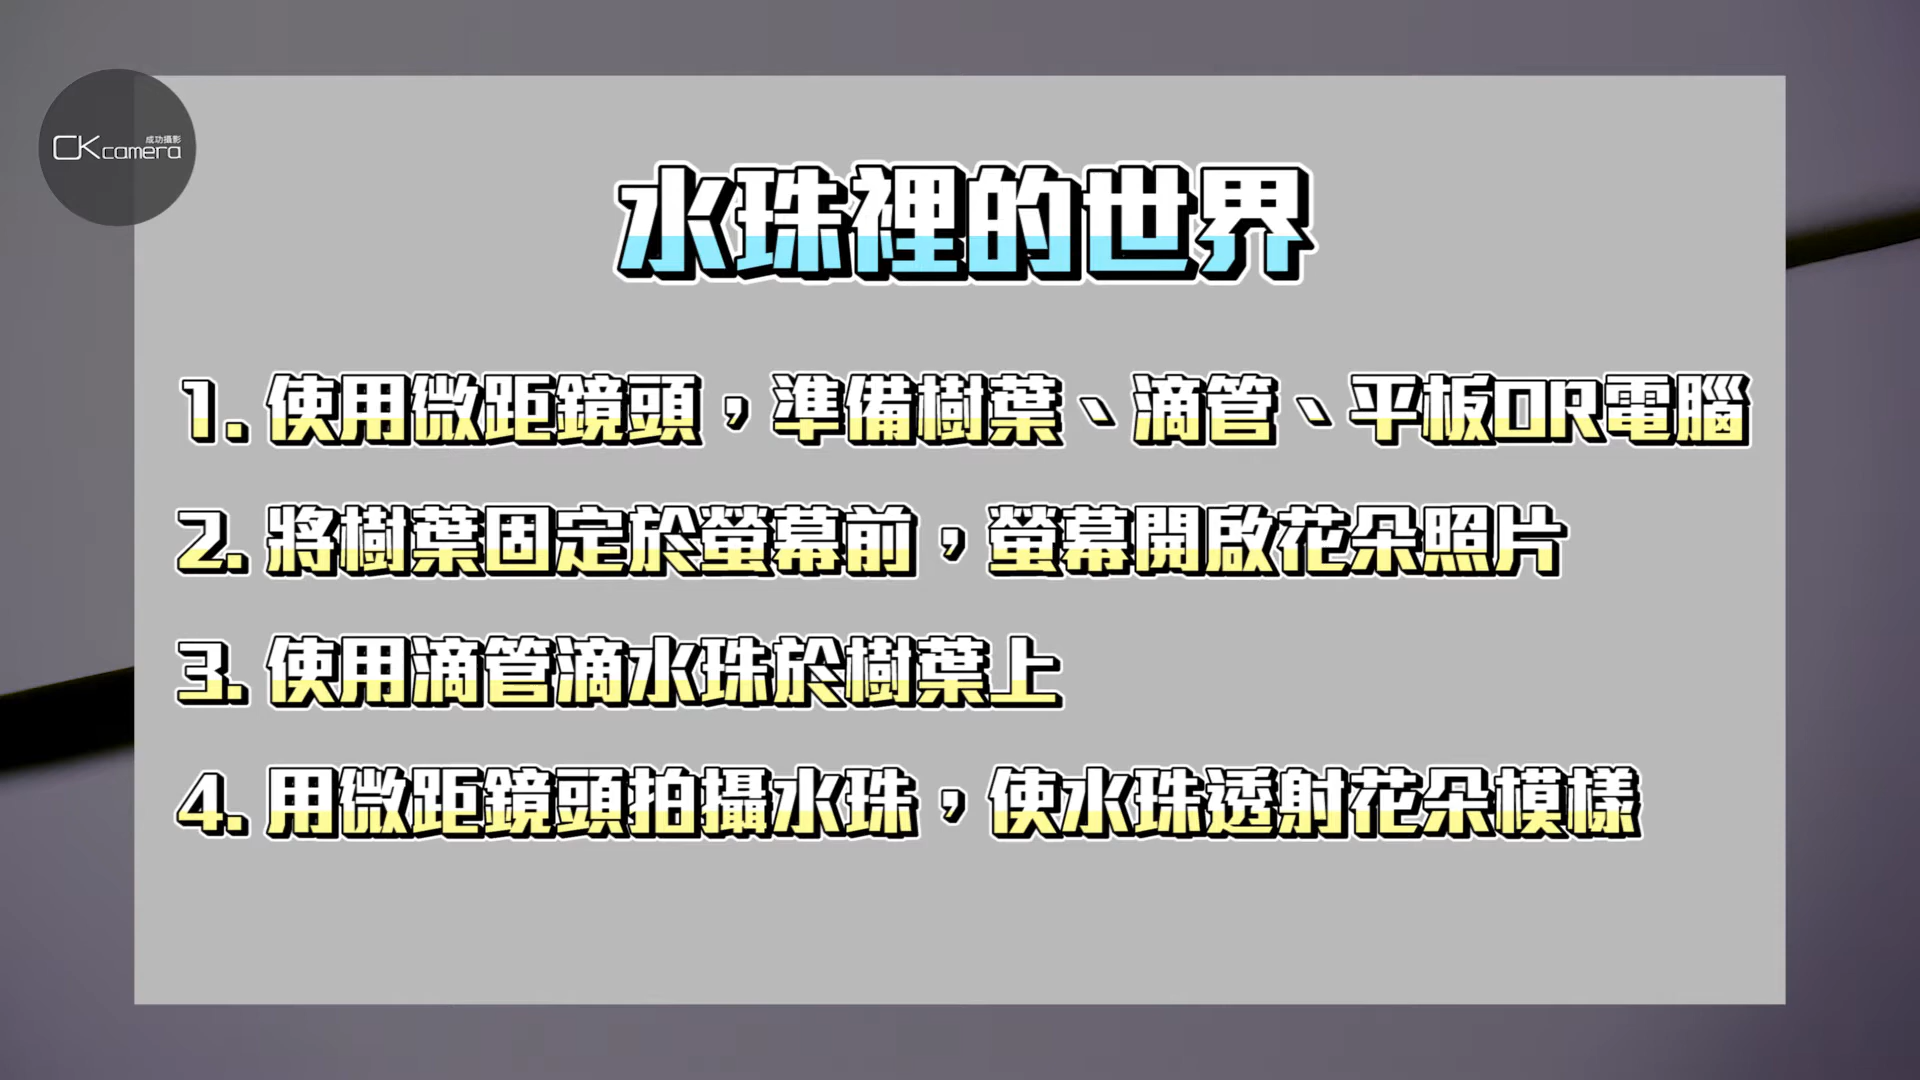 成功攝影
CKcamera
水珠裡的世界
1. 使用微距鏡頭，準備樹葉、滴管、平板OR電腦
2. 將樹葉固定於螢幕前，螢幕開啟花朵照片
3. 使用滴管滴水珠於樹葉上
4. 用微距鏡頭拍攝水珠，使水珠透射花朵模樣